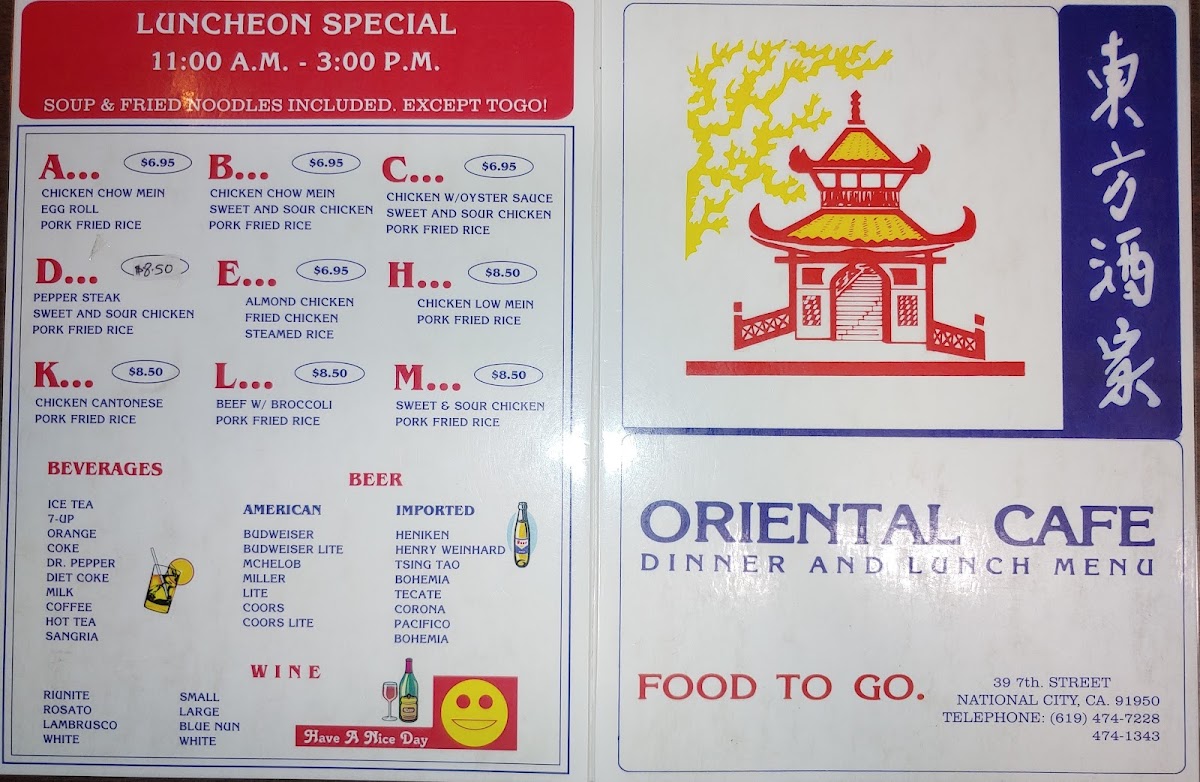 LUNCHEON SPECIAL
11:00 A.M. - 3:00 P.M.
SOUP & FRIED NOODLES INCLUDED. EXCEPT TOGO!
A... $6.95
CHICKEN CHOW MEIN
EGG ROLL
PORK FRIED RICE
B... $6.95
CHICKEN CHOW MEIN
SWEET AND SOUR CHICKEN
PORK FRIED RICE
C... $6.95
CHICKEN W/OYSTER SAUCE
SWEET AND SOUR CHICKEN
PORK FRIED RICE
D... $8.50
PEPPER STEAK
SWEET AND SOUR CHICKEN
PORK FRIED RICE
E... $6.95
ALMOND CHICKEN
FRIED CHICKEN
STEAMED RICE
H... $8.50
CHICKEN LOW MEIN
PORK FRIED RICE
K... $8.50
CHICKEN CANTONESE
PORK FRIED RICE
L... $8.50
BEEF W/ BROCCOLI
PORK FRIED RICE
M... $8.50
SWEET & SOUR CHICKEN
PORK FRIED RICE
BEVERAGES
ICE TEA
7-UP
ORANGE
COKE
DR. PEPPER
DIET COKE
MILK
COFFEE
HOT TEA
SANGRIA
BEER
AMERICAN
BUDWEISER
BUDWEISER LITE
MCHELOB
MILLER
LITE
COORS
COORS LITE
IMPORTED
HENIKEN
HENRY WEINHARD
TSING TAO
BOHEMIA
TECATE
CORONA
PACIFICO
BOHEMIA
WINE
RIUNITE
ROSATO
LAMBRUSCO
WHITE
SMALL
LARGE
BLUE NUN
WHITE
Have A Nice Day
東方酒家
ORIENTAL CAFE
DINNER AND LUNCH MENU
FOOD TO GO.
39 7th. STREET
NATIONAL CITY, CA. 91950
TELEPHONE: (619) 474-7228
474-1343